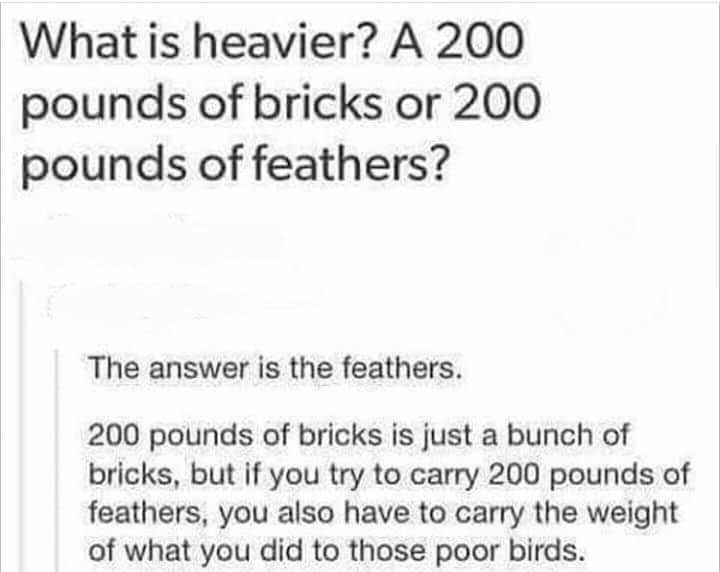 What is heavier? A 200
pounds of bricks or 200
pounds of feathers?
The answer is the feathers.
200 pounds of bricks is just a bunch of
bricks, but if you try to carry 200 pounds of
feathers, you also have to carry the weight
of what you did to those poor birds.